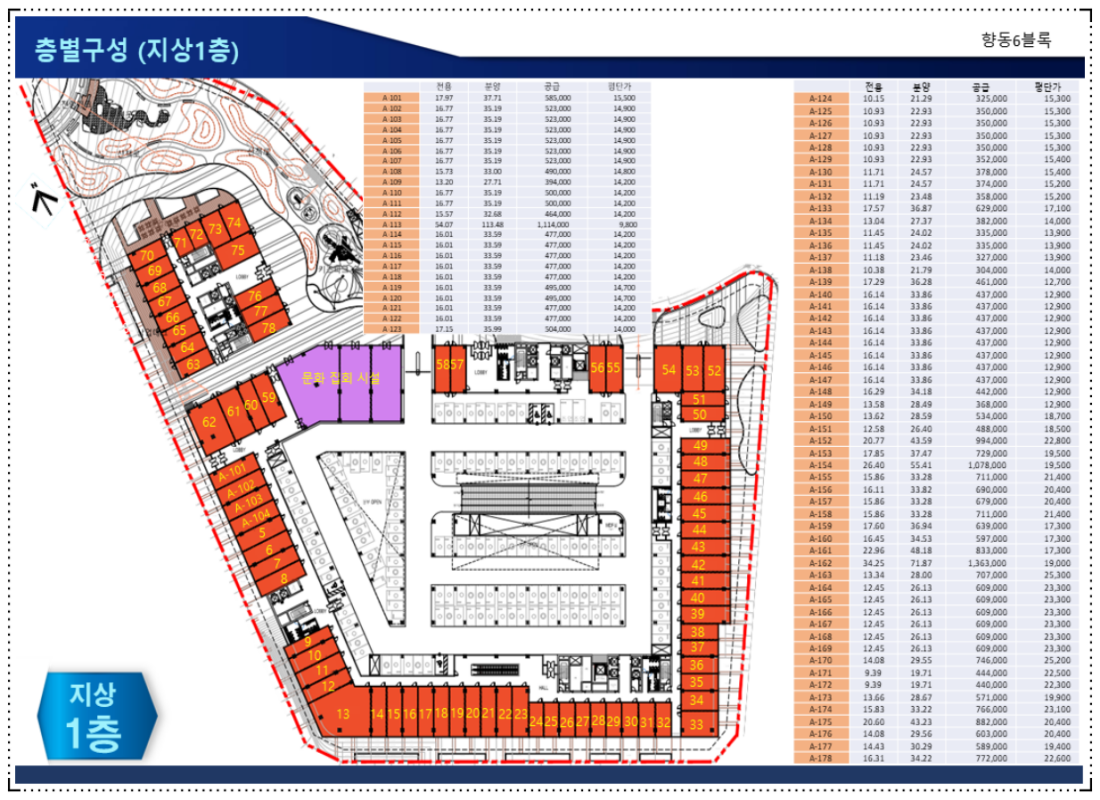 층별구성 (지상1층)
향동6블록
전용 분양 공급 평단가
A-101 17.97 37.71 585,000 15,500
A-102 16.77 35.19 523,000 14,900
A-103 16.77 35.19 523,000 14,900
A-104 16.77 35.19 523,000 14,900
A-105 16.77 35.19 523,000 14,900
A-106 16.77 35.19 523,000 14,900
A-107 16.77 35.19 523,000 14,900
A-108 15.73 33.00 490,000 14,800
A-109 13.20 27.71 394,000 14,200
A-110 16.77 35.19 500,000 14,200
A-111 16.77 35.19 500,000 14,200
A-112 15.57 32.68 464,000 14,200
A-113 54.07 113.48 1,114,000 9,800
A-114 16.01 33.59 477,000 14,200
A-115 16.01 33.59 477,000 14,200
A-116 16.01 33.59 477,000 14,200
A-117 16.01 33.59 477,000 14,200
A-118 16.01 33.59 477,000 14,200
A-119 16.01 33.59 495,000 14,700
A-120 16.01 33.59 495,000 14,700
A-121 16.01 33.59 477,000 14,200
A-122 16.01 33.59 477,000 14,200
A-123 17.15 35.99 504,000 14,000
전용 분양 공급 평단가
A-124 10.15 21.29 325,000 15,300
A-125 10.93 22.93 350,000 15,300
A-126 10.93 22.93 350,000 15,300
A-127 10.93 22.93 350,000 15,300
A-128 10.93 22.93 350,000 15,300
A-129 10.93 22.93 352,000 15,400
A-130 11.71 24.57 378,000 15,400
A-131 11.71 24.57 374,000 15,200
A-132 11.19 23.48 358,000 15,200
A-133 17.57 36.87 629,000 17,100
A-134 13.04 27.37 382,000 14,000
A-135 11.45 24.02 335,000 13,900
A-136 11.45 24.02 335,000 13,900
A-137 11.18 23.46 327,000 13,900
A-138 10.38 21.79 304,000 14,000
A-139 17.29 36.28 461,000 12,700
A-140 16.14 33.86 437,000 12,900
A-141 16.14 33.86 437,000 12,900
A-142 16.14 33.86 437,000 12,900
A-143 16.14 33.86 437,000 12,900
A-144 16.14 33.86 437,000 12,900
A-145 16.14 33.86 437,000 12,900
A-146 16.14 33.86 437,000 12,900
A-147 16.14 33.86 437,000 12,900
A-148 16.29 34.18 442,000 12,900
A-149 13.58 28.49 368,000 12,900
A-150 13.62 28.59 534,000 18,700
A-151 12.58 26.40 488,000 18,500
A-152 20.77 43.59 994,000 22,800
A-153 17.85 37.47 729,000 19,500
A-154 26.40 55.41 1,078,000 19,500
A-155 15.86 33.28 711,000 21,400
A-156 16.11 33.82 690,000 20,400
A-157 15.86 33.28 679,000 20,400
A-158 15.86 33.28 711,000 21,400
A-159 17.60 36.94 639,000 17,300
A-160 16.45 34.53 597,000 17,300
A-161 22.96 48.18 833,000 17,300
A-162 34.25 71.87 1,363,000 19,000
A-163 13.34 28.00 707,000 25,300
A-164 12.45 26.13 609,000 23,300
A-165 12.45 26.13 609,000 23,300
A-166 12.45 26.13 609,000 23,300
A-167 12.45 26.13 609,000 23,300
A-168 12.45 26.13 609,000 23,300
A-169 12.45 26.13 609,000 23,300
A-170 14.08 29.55 746,000 25,200
A-171 9.39 19.71 444,000 22,500
A-172 9.39 19.71 440,000 22,300
A-173 13.66 28.67 571,000 19,900
A-174 15.83 33.22 766,000 23,100
A-175 20.60 43.23 882,000 20,400
A-176 14.08 29.56 603,000 20,400
A-177 14.43 30.29 589,000 19,400
A-178 16.31 34.22 772,000 22,600
N
71 72 73 74
70 75
69
68
67
66
65
64
63
76
77
78
LOBBY
문화 집회 시설
62 61 60 59
LOBBY
58 57
LOBBY
56 55
54 53 52
51
50
LOBBY
49
48
47
46
45
44
43
42
41
40
39
38
37
36
35
34
33
A-101
A-102
A-103
A-104
5
6
7
8
LOBBY
9
10
11
12
HALL
13 14 15 16 17 18 19 20 21 22 23 24 25 26 27 28 29 30 31 32
지상
1층